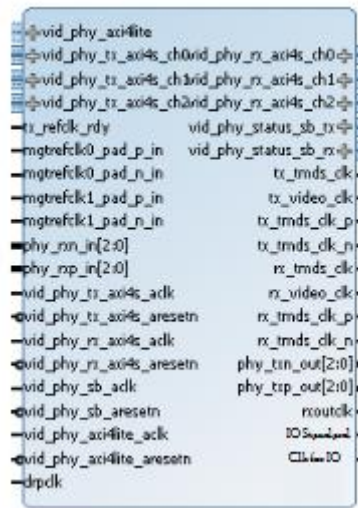 vid_phy_axi4lite
vid_phy_tx_axi4s_ch0 vid_phy_rx_axi4s_ch0
vid_phy_tx_axi4s_ch1 vid_phy_rx_axi4s_ch1
vid_phy_tx_axi4s_ch2 vid_phy_rx_axi4s_ch2
tx_refclk_rdy vid_phy_status_sb_tx
mgtrefclk0_pad_p_in vid_phy_status_sb_rx
mgtrefclk0_pad_n_in tx_tmds_clk
mgtrefclk1_pad_p_in tx_video_clk
mgtrefclk1_pad_n_in tx_tmds_clk_p
phy_rxn_in[2:0] tx_tmds_clk_n
phy_rxp_in[2:0] rx_tmds_clk
vid_phy_tx_axi4s_aclk rx_video_clk
vid_phy_tx_axi4s_aresetn rx_tmds_clk_p
vid_phy_rx_axi4s_aclk rx_tmds_clk_n
vid_phy_rx_axi4s_aresetn phy_txn_out[2:0]
vid_phy_sb_aclk phy_txp_out[2:0]
vid_phy_sb_aresetn rxoutclk
vid_phy_axi4lite_aclk
vid_phy_axi4lite_aresetn
drpclk